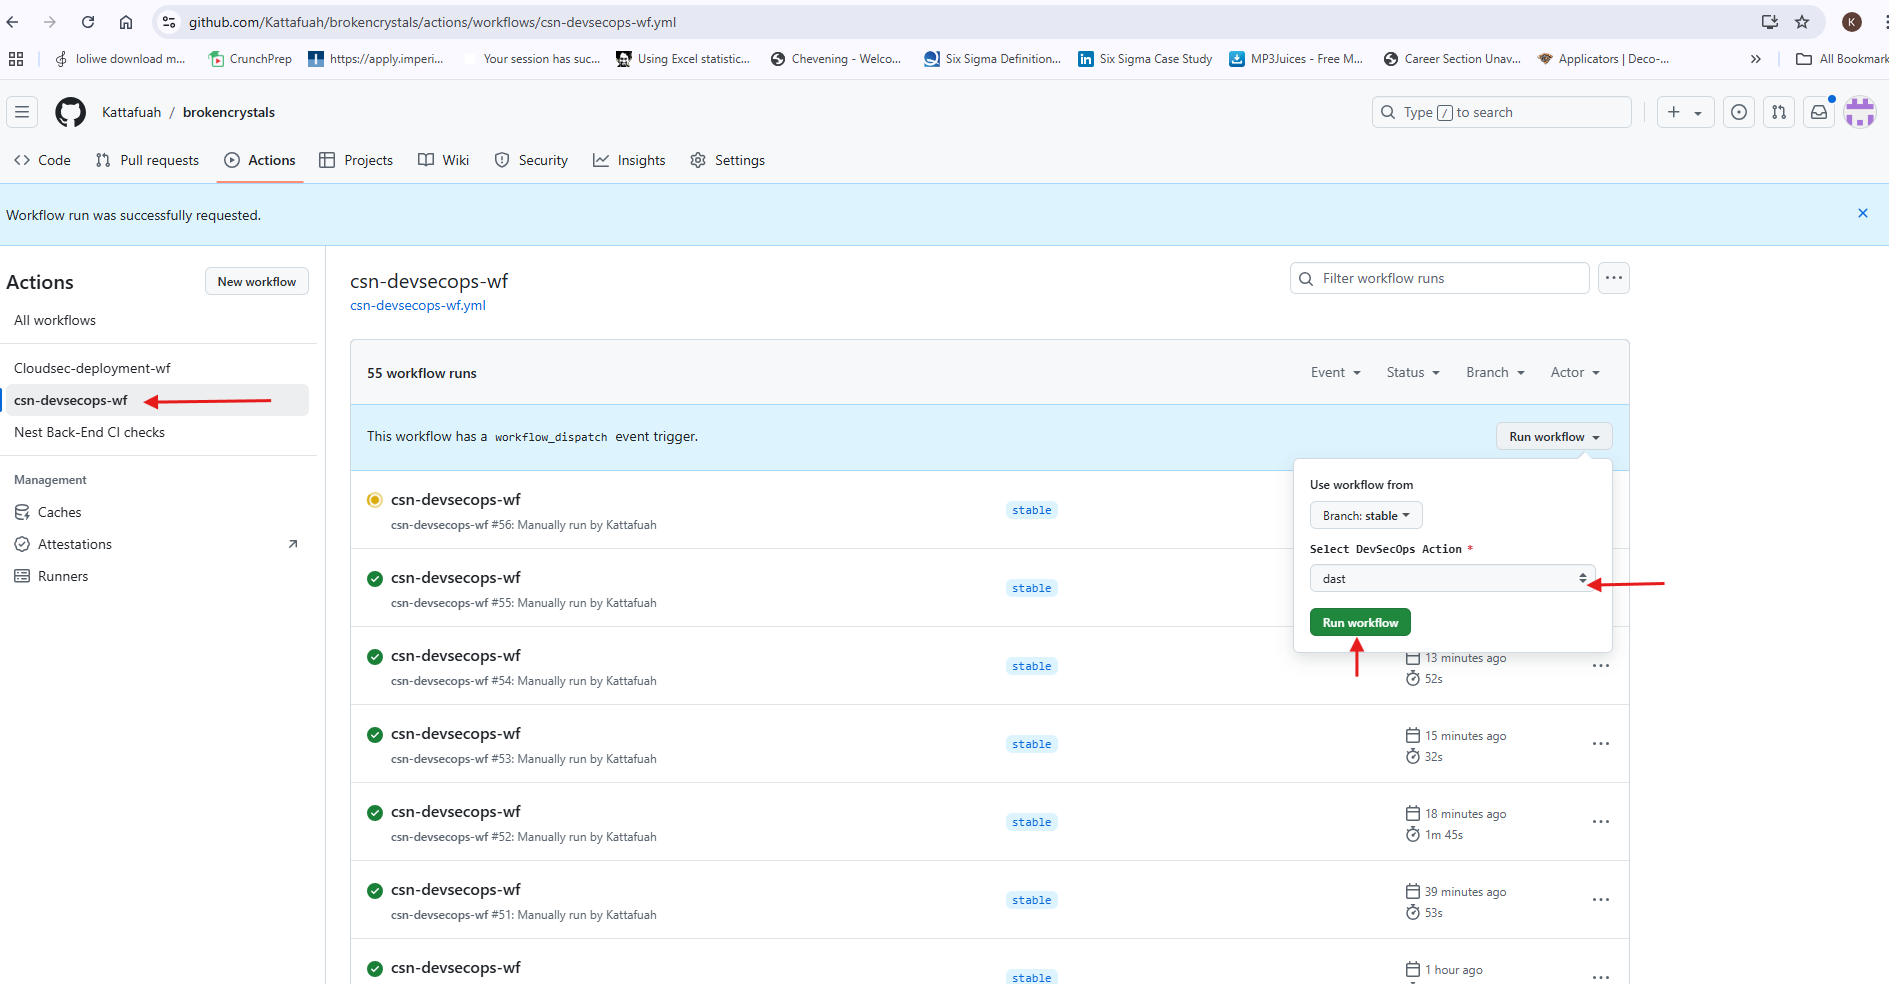 github.com/Kattafuah/brokencrystals/actions/workflows/csn-devsecops-wf.yml
K
loliwe download m...
CrunchPrep
https://apply.imperi...
Your session has suc...
Using Excel statistic...
Chevening - Welco...
Six Sigma Definition...
Six Sigma Case Study
MP3Juices - Free M...
Career Section Unav...
Applicators | Deco-...
»
All Bookmark
Kattafuah / brokencrystals
Type / to search
Code
Pull requests
Actions
Projects
Wiki
Security
Insights
Settings
Workflow run was successfully requested.
Actions
New workflow
All workflows
Cloudsec-deployment-wf
csn-devsecops-wf
Nest Back-End CI checks
Management
Caches
Attestations
Runners
csn-devsecops-wf
csn-devsecops-wf.yml
Filter workflow runs
55 workflow runs
Event
Status
Branch
Actor
This workflow has a workflow_dispatch event trigger.
Run workflow
Use workflow from
Branch: stable
Select DevSecOps Action *
dast
Run workflow
csn-devsecops-wf
csn-devsecops-wf #56: Manually run by Kattafuah
stable
csn-devsecops-wf
csn-devsecops-wf #55: Manually run by Kattafuah
stable
csn-devsecops-wf
csn-devsecops-wf #54: Manually run by Kattafuah
stable
13 minutes ago
52s
csn-devsecops-wf
csn-devsecops-wf #53: Manually run by Kattafuah
stable
15 minutes ago
32s
csn-devsecops-wf
csn-devsecops-wf #52: Manually run by Kattafuah
stable
18 minutes ago
1m 45s
csn-devsecops-wf
csn-devsecops-wf #51: Manually run by Kattafuah
stable
39 minutes ago
53s
csn-devsecops-wf
stable
1 hour ago